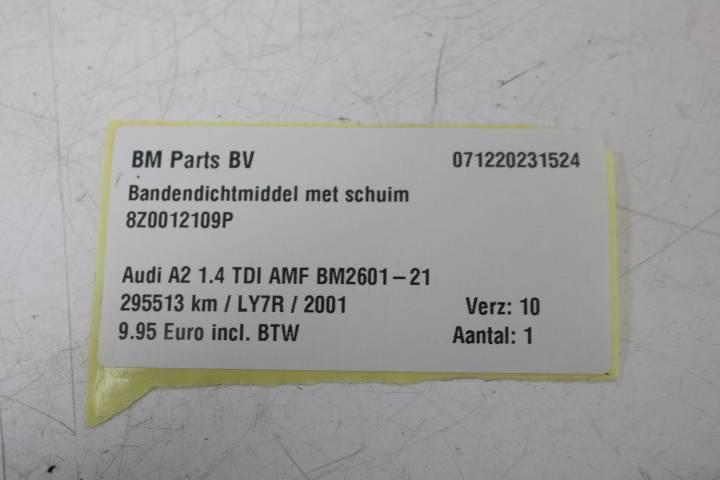 BM Parts BV 071220231524
Bandendichtmiddel met schuim
8Z0012109P
Audi A2 1.4 TDI AMF BM2601-21
295513 km / LY7R / 2001 Verz: 10
9.95 Euro incl. BTW Aantal: 1